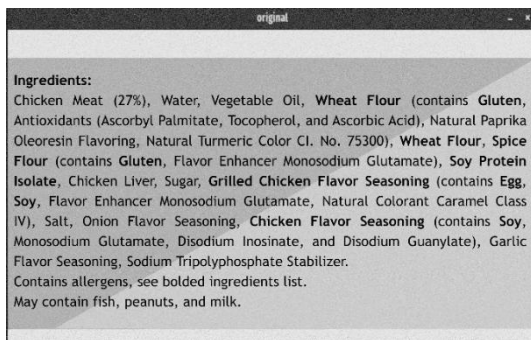 original
Ingredients:
Chicken Meat (27%), Water, Vegetable Oil, Wheat Flour (contains Gluten,
Antioxidants (Ascorbyl Palmitate, Tocopherol, and Ascorbic Acid), Natural Paprika
Oleoresin Flavoring, Natural Turmeric Color CI. No. 75300), Wheat Flour, Spice
Flour (contains Gluten, Flavor Enhancer Monosodium Glutamate), Soy Protein
Isolate, Chicken Liver, Sugar, Grilled Chicken Flavor Seasoning (contains Egg,
Soy, Flavor Enhancer Monosodium Glutamate, Natural Colorant Caramel Class
IV), Salt, Onion Flavor Seasoning, Chicken Flavor Seasoning (contains Soy,
Monosodium Glutamate, Disodium Inosinate, and Disodium Guanylate), Garlic
Flavor Seasoning, Sodium Tripolyphosphate Stabilizer.
Contains allergens, see bolded ingredients list.
May contain fish, peanuts, and milk.